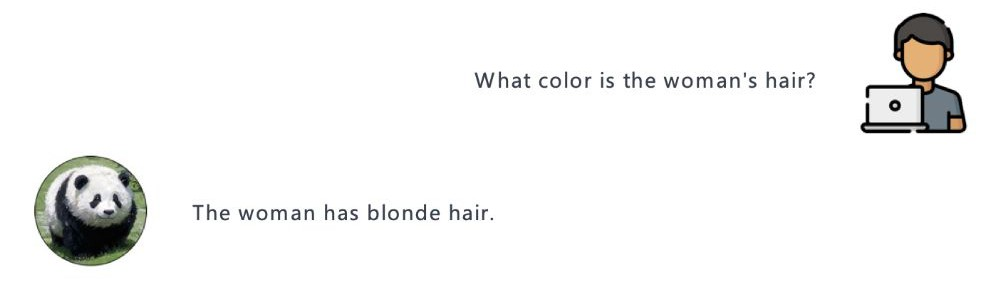 What color is the woman's hair?
The woman has blonde hair.